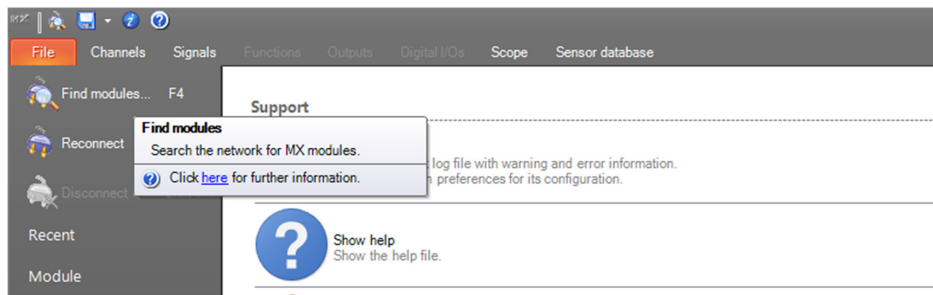 MX
File Channels Signals Functions Outputs Digital I/Os Scope Sensor database
Find modules... F4
Support
Find modules
Reconnect
Search the network for MX modules.
log file with warning and error information.
Click here for further information.
preferences for its configuration.
Disconnect
Recent
Show help
Show the help file.
Module